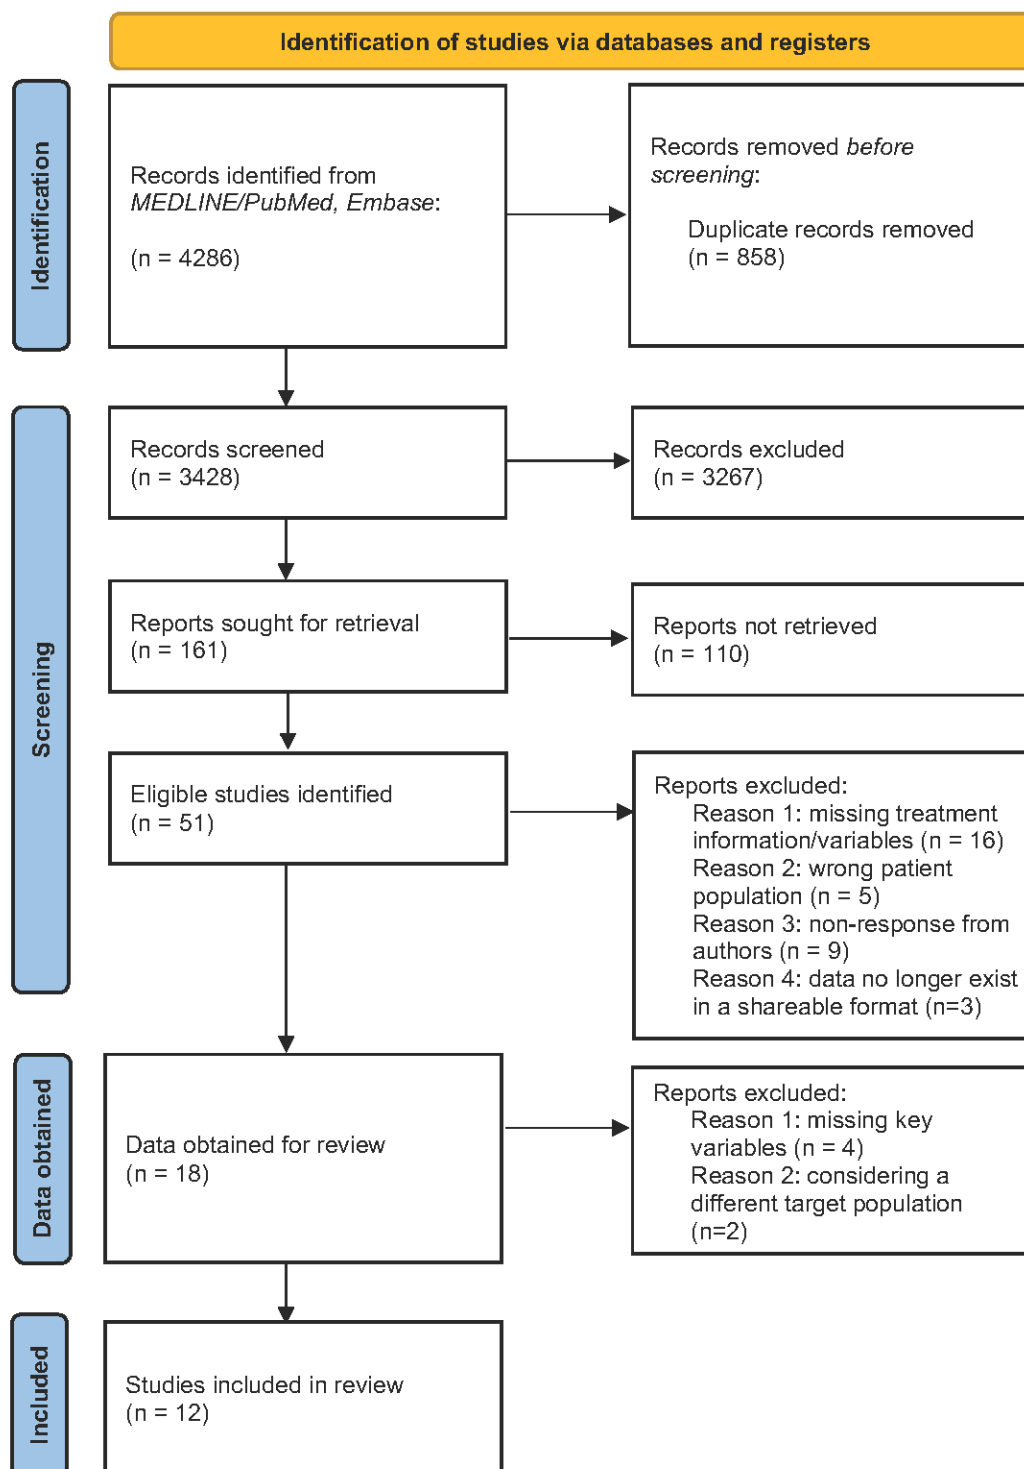 Identification of studies via databases and registers
Identification
Records identified from
MEDLINE/PubMed, Embase:
(n = 4286)
Records removed before
screening:
Duplicate records removed
(n = 858)
Screening
Records screened
(n = 3428)
Records excluded
(n = 3267)
Reports sought for retrieval
(n = 161)
Reports not retrieved
(n = 110)
Eligible studies identified
(n = 51)
Reports excluded:
Reason 1: missing treatment
information/variables (n = 16)
Reason 2: wrong patient
population (n = 5)
Reason 3: non-response from
authors (n = 9)
Reason 4: data no longer exist
in a shareable format (n=3)
Data obtained
Data obtained for review
(n = 18)
Reports excluded:
Reason 1: missing key
variables (n = 4)
Reason 2: considering a
different target population
(n=2)
Included
Studies included in review
(n = 12)